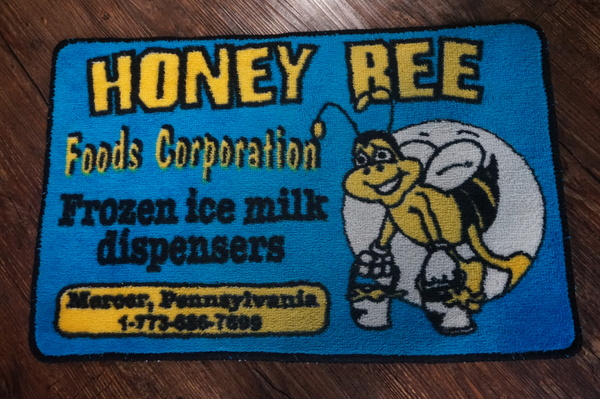 HONEY BEE
Foods Corporation
Frozen ice milk
dispensers
Mercer, Pennsylvania